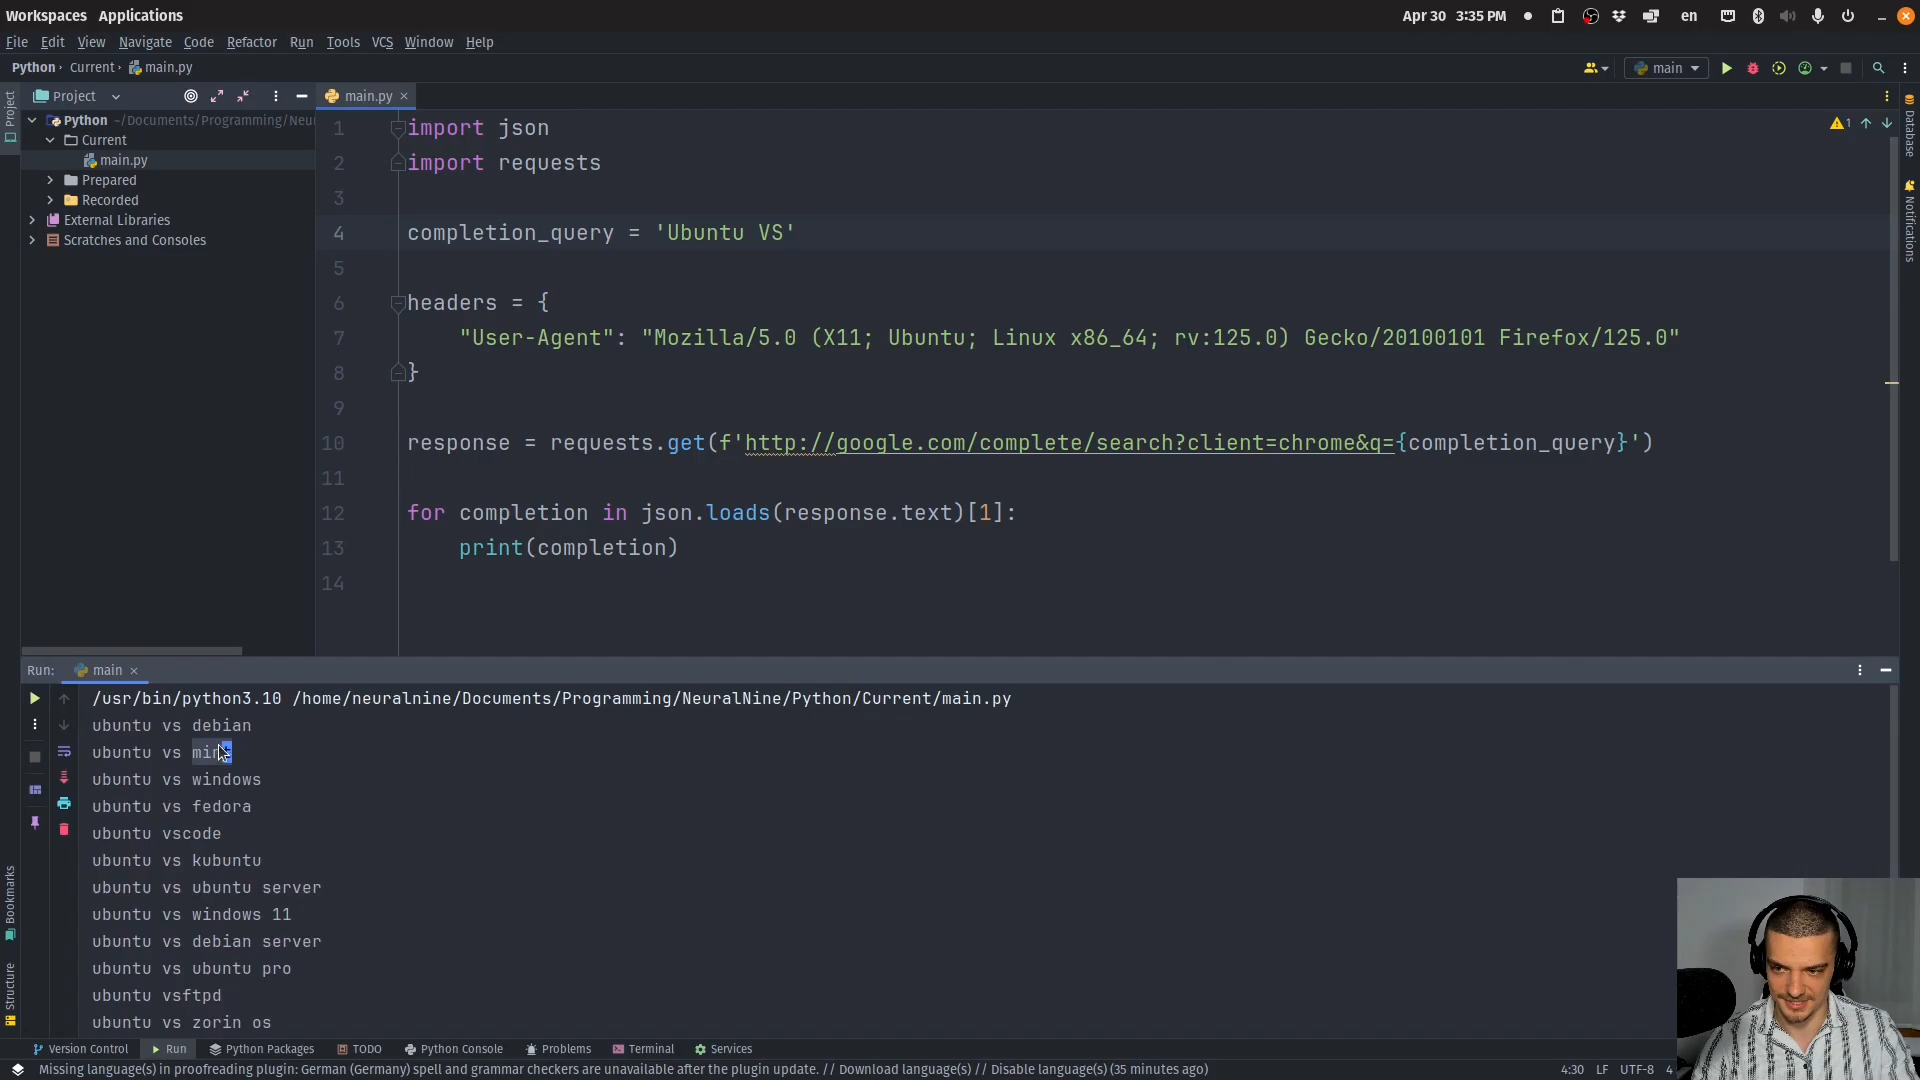 Workspaces Applications
Apr 30 3:35 PM en
File Edit View Navigate Code Refactor Run Tools VCS Window Help
Python Current main.py
main
Project
main.py
Project
Python ~/Documents/Programming/Neu
Current
main.py
Prepared
Recorded
External Libraries
Scratches and Consoles
1 import json
2 import requests
3
4 completion_query = 'Ubuntu VS'
5
6 headers = {
7 "User-Agent": "Mozilla/5.0 (X11; Ubuntu; Linux x86_64; rv:125.0) Gecko/20100101 Firefox/125.0"
8 }
9
10 response = requests.get(f'http://google.com/complete/search?client=chrome&q={completion_query}')
11
12 for completion in json.loads(response.text)[1]:
13 print(completion)
14
1
Database
Notifications
Run: main
/usr/bin/python3.10 /home/neuralnine/Documents/Programming/NeuralNine/Python/Current/main.py
ubuntu vs debian
ubuntu vs mint
ubuntu vs windows
ubuntu vs fedora
ubuntu vscode
ubuntu vs kubuntu
ubuntu vs ubuntu server
ubuntu vs windows 11
ubuntu vs debian server
ubuntu vs ubuntu pro
ubuntu vsftpd
ubuntu vs zorin os
Bookmarks
Structure
Version Control Run Python Packages TODO Python Console Problems Terminal Services
Missing language(s) in proofreading plugin: German (Germany) spell and grammar checkers are unavailable after the plugin update. // Download language(s) // Disable language(s) (35 minutes ago)
4:30 LF UTF-8 4